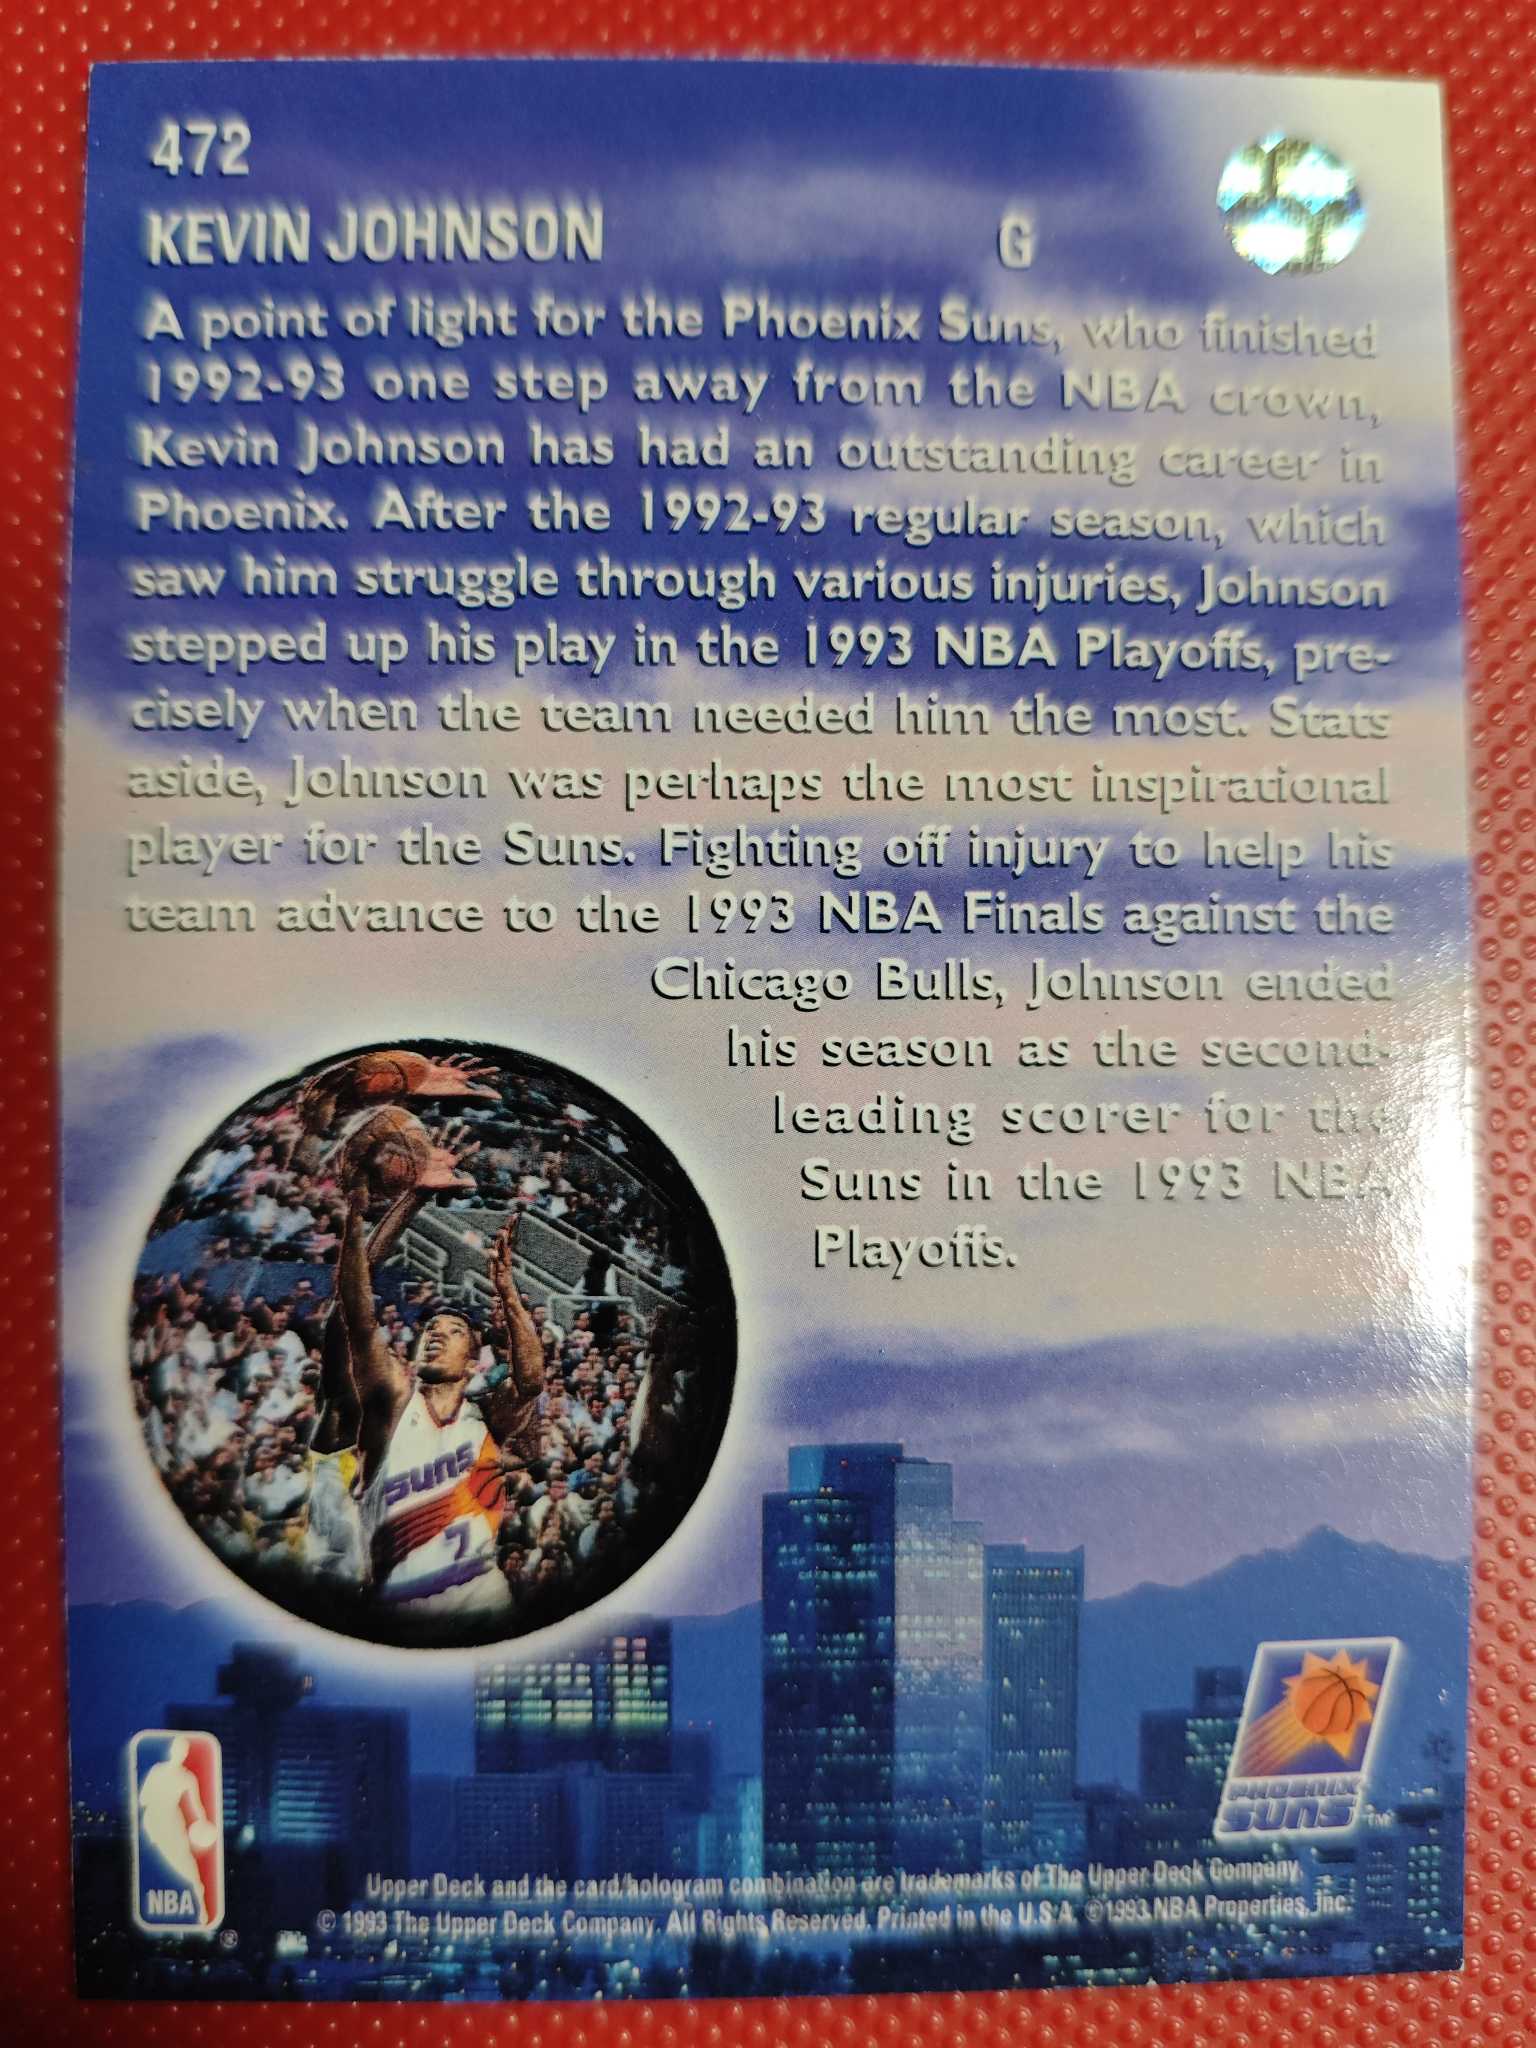 472
KEVIN JOHNSON G
A point of light for the Phoenix Suns, who finished
1992-93 one step away from the NBA crown,
Kevin Johnson has had an outstanding career in
Phoenix. After the 1992-93 regular season, which
saw him struggle through various injuries, Johnson
stepped up his play in the 1993 NBA Playoffs, pre-
cisely when the team needed him the most. Stats
aside, Johnson was perhaps the most inspirational
player for the Suns. Fighting off injury to help his
team advance to the 1993 NBA Finals against the
Chicago Bulls, Johnson ended
his season as the second-
leading scorer for the
Suns in the 1993 NBA
Playoffs.
SUNS
7
PHOENIX
SUNS ™
NBA ®
Upper Deck and the card/hologram combination are trademarks of The Upper Deck Company.
© 1993 The Upper Deck Company. All Rights Reserved. Printed in the U.S.A. ©1993 NBA Properties, Inc.